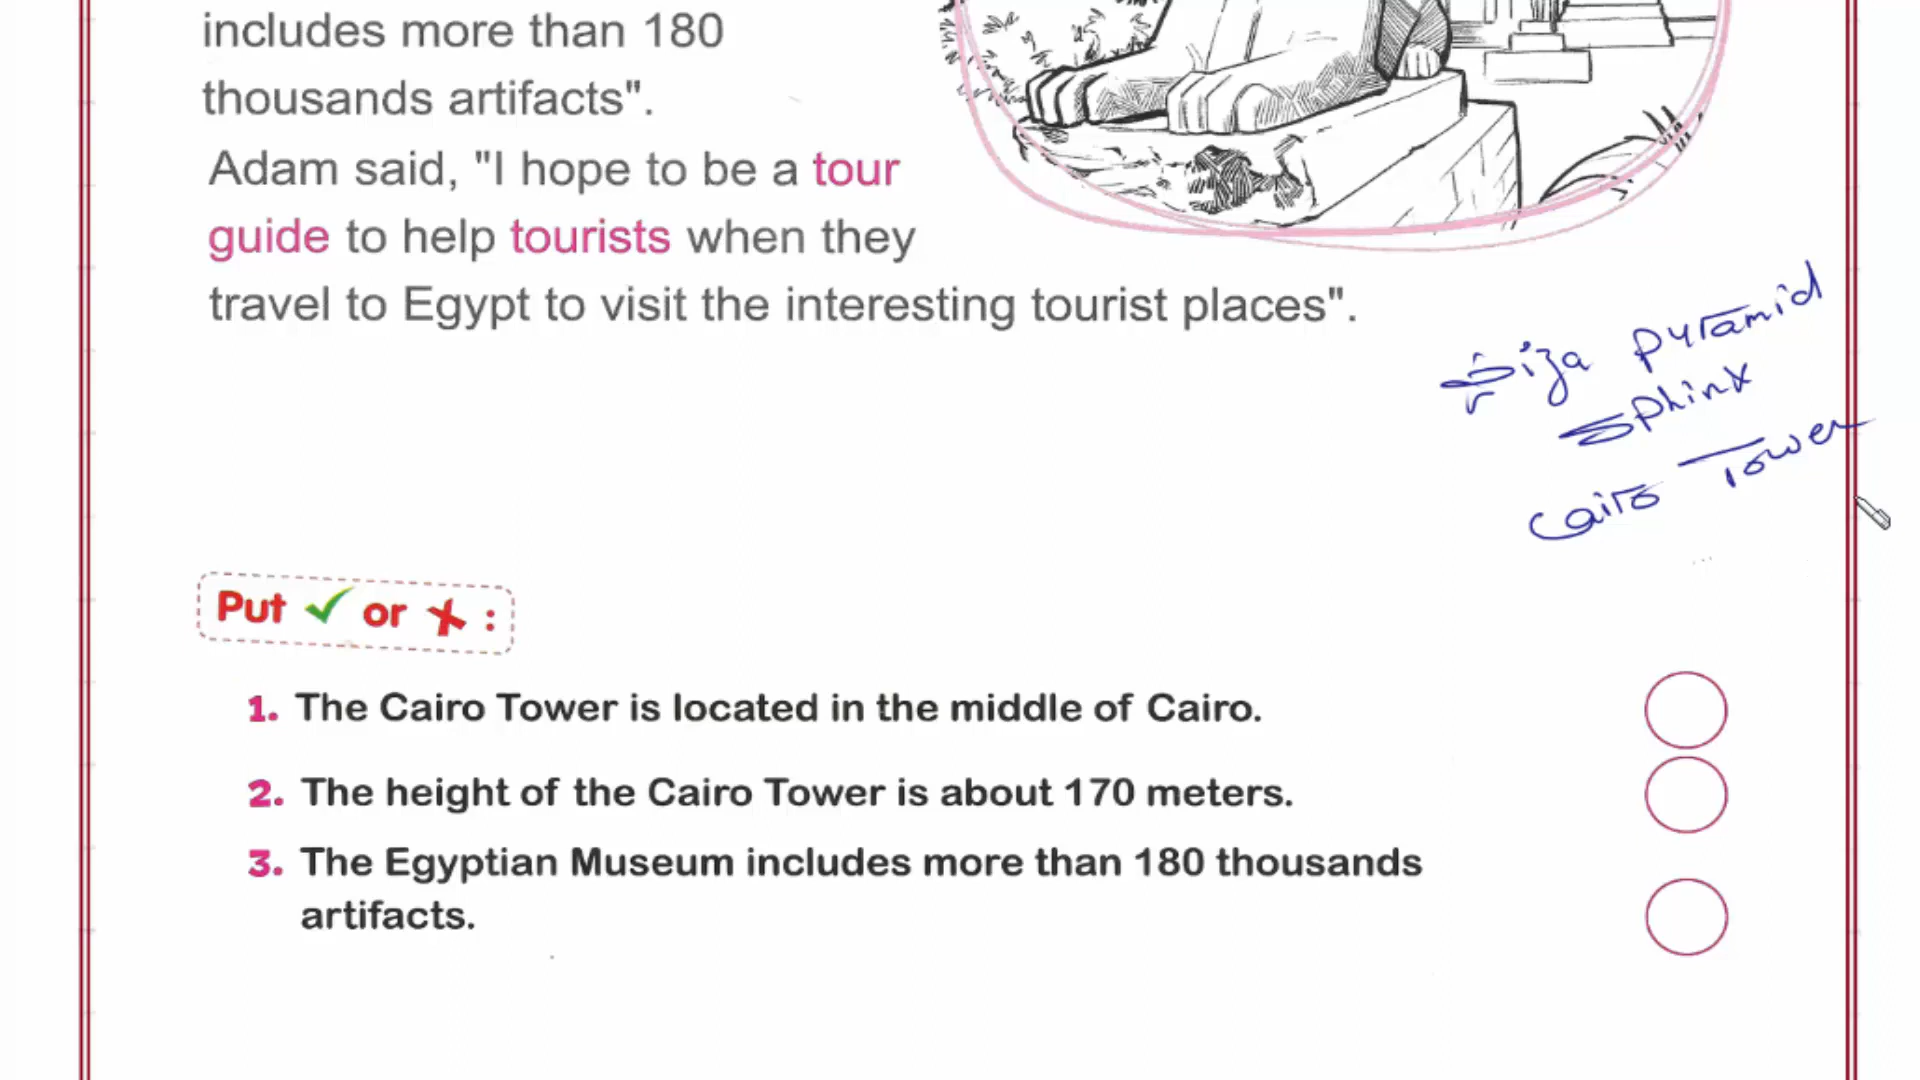 includes more than 180
thousands artifacts".
Adam said, "I hope to be a tour
guide to help tourists when they
travel to Egypt to visit the interesting tourist places".
Giza pyramid
Sphinx
Cairo Tower
Put ✓ or ✗ :
1. The Cairo Tower is located in the middle of Cairo.
2. The height of the Cairo Tower is about 170 meters.
3. The Egyptian Museum includes more than 180 thousands
artifacts.